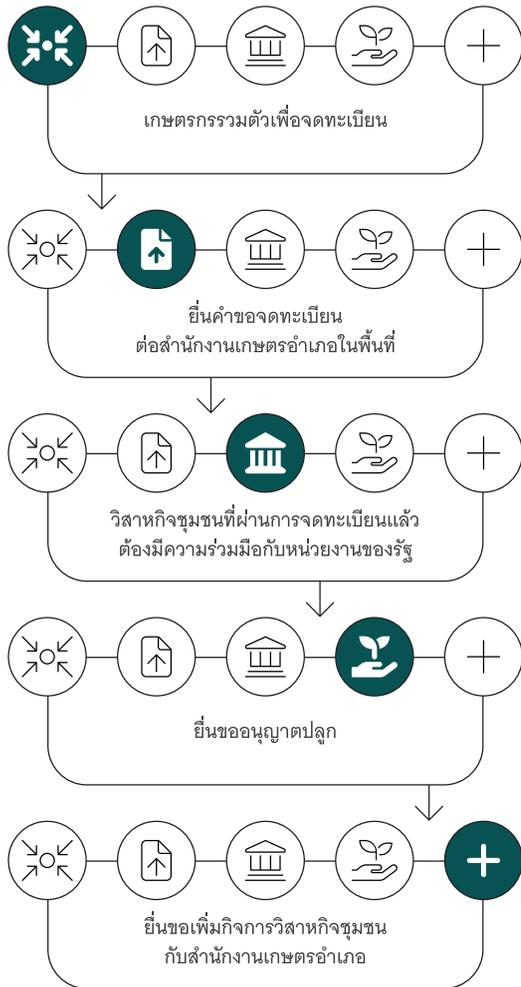 เกษตรกรรวมตัวเพื่อจดทะเบียน
ยื่นคำขอจดทะเบียน
ต่อสำนักงานเกษตรอำเภอในพื้นที่
วิสาหกิจชุมชนที่ผ่านการจดทะเบียนแล้ว
ต้องมีความร่วมมือกับหน่วยงานของรัฐ
ยื่นขออนุญาตปลูก
ยื่นขอเพิ่มกิจการวิสาหกิจชุมชน
กับสำนักงานเกษตรอำเภอ